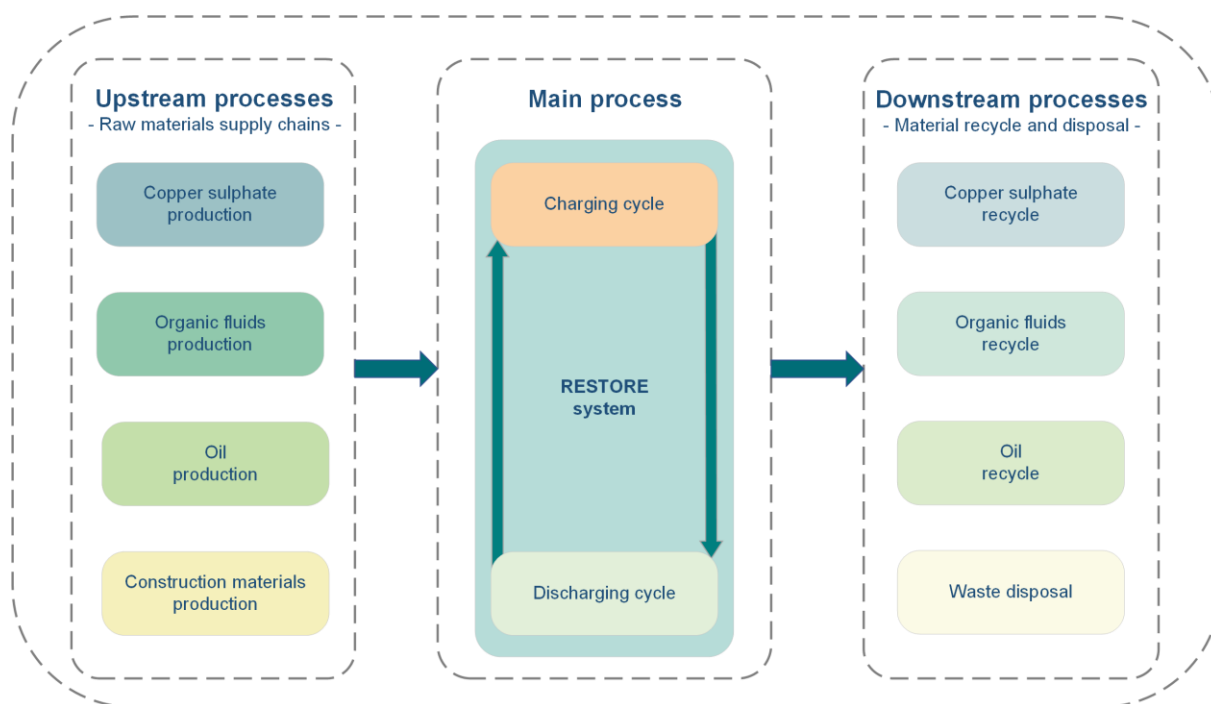 Upstream processes
- Raw materials supply chains -
Copper sulphate
production
Organic fluids
production
Oil
production
Construction materials
production
Main process
Charging cycle
RESTORE
system
Discharging cycle
Downstream processes
- Material recycle and disposal -
Copper sulphate
recycle
Organic fluids
recycle
Oil
recycle
Waste disposal